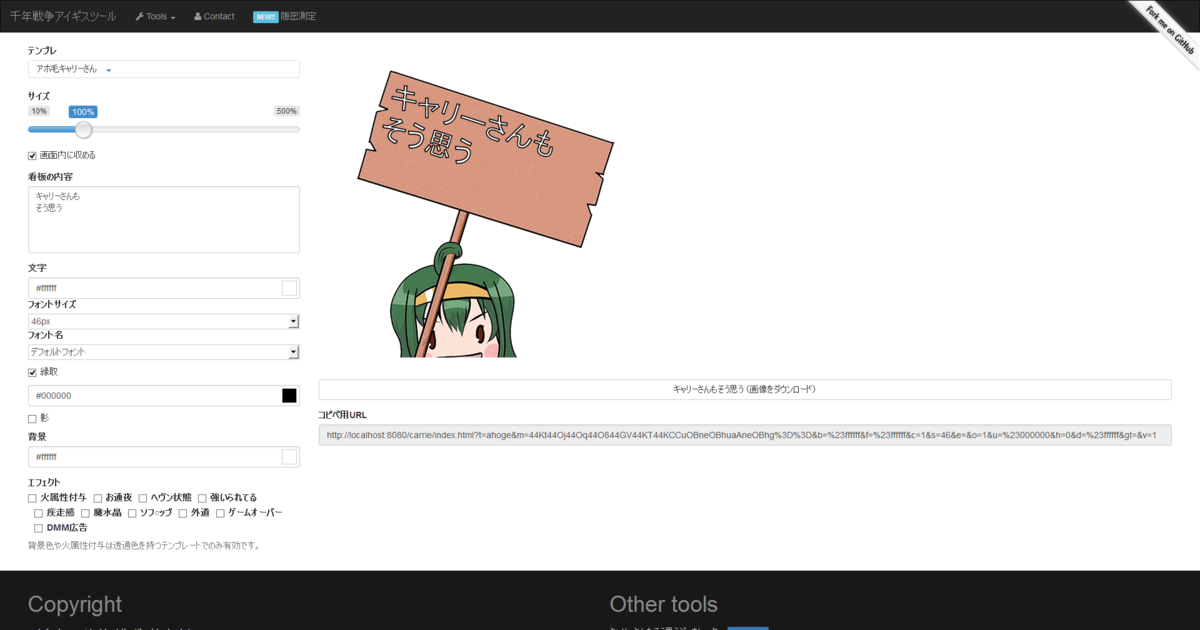 千年戦争アイギスツール Tools Contact NEW!! 隠密測定
Fork me on GitHub
テンプレ
アホ毛キャリーさん
サイズ
10% 100% 500%
画面内に収める
看板の内容
キャリーさんも
そう思う
文字
#ffffff
フォントサイズ
46px
フォント名
デフォルトフォント
縁取
#000000
影
背景
#ffffff
エフェクト
火属性付与 お通夜 ヘヴン状態 強いられてる
疾走感 魔水晶 ソフ○ップ 外道 ゲームオーバー
DMM広告
背景色や火属性付与は透過色を持つテンプレートでのみ有効です。
キャリーさんも
そう思う
キャリーさんもそう思う (画像をダウンロード)
コピペ用URL
http://localhost:8080/carrie/index.html?t=ahoge&m=44Kt44Oj44Oq44O844GV44KT44KCCuOBneOBhuaAneOBhg%3D%3D&b=%23ffffff&f=%23ffffff&c=1&s=46&e=&o=1&u=%23000000&h=0&d=%23ffffff&gt=&v=1
Copyright
Other tools